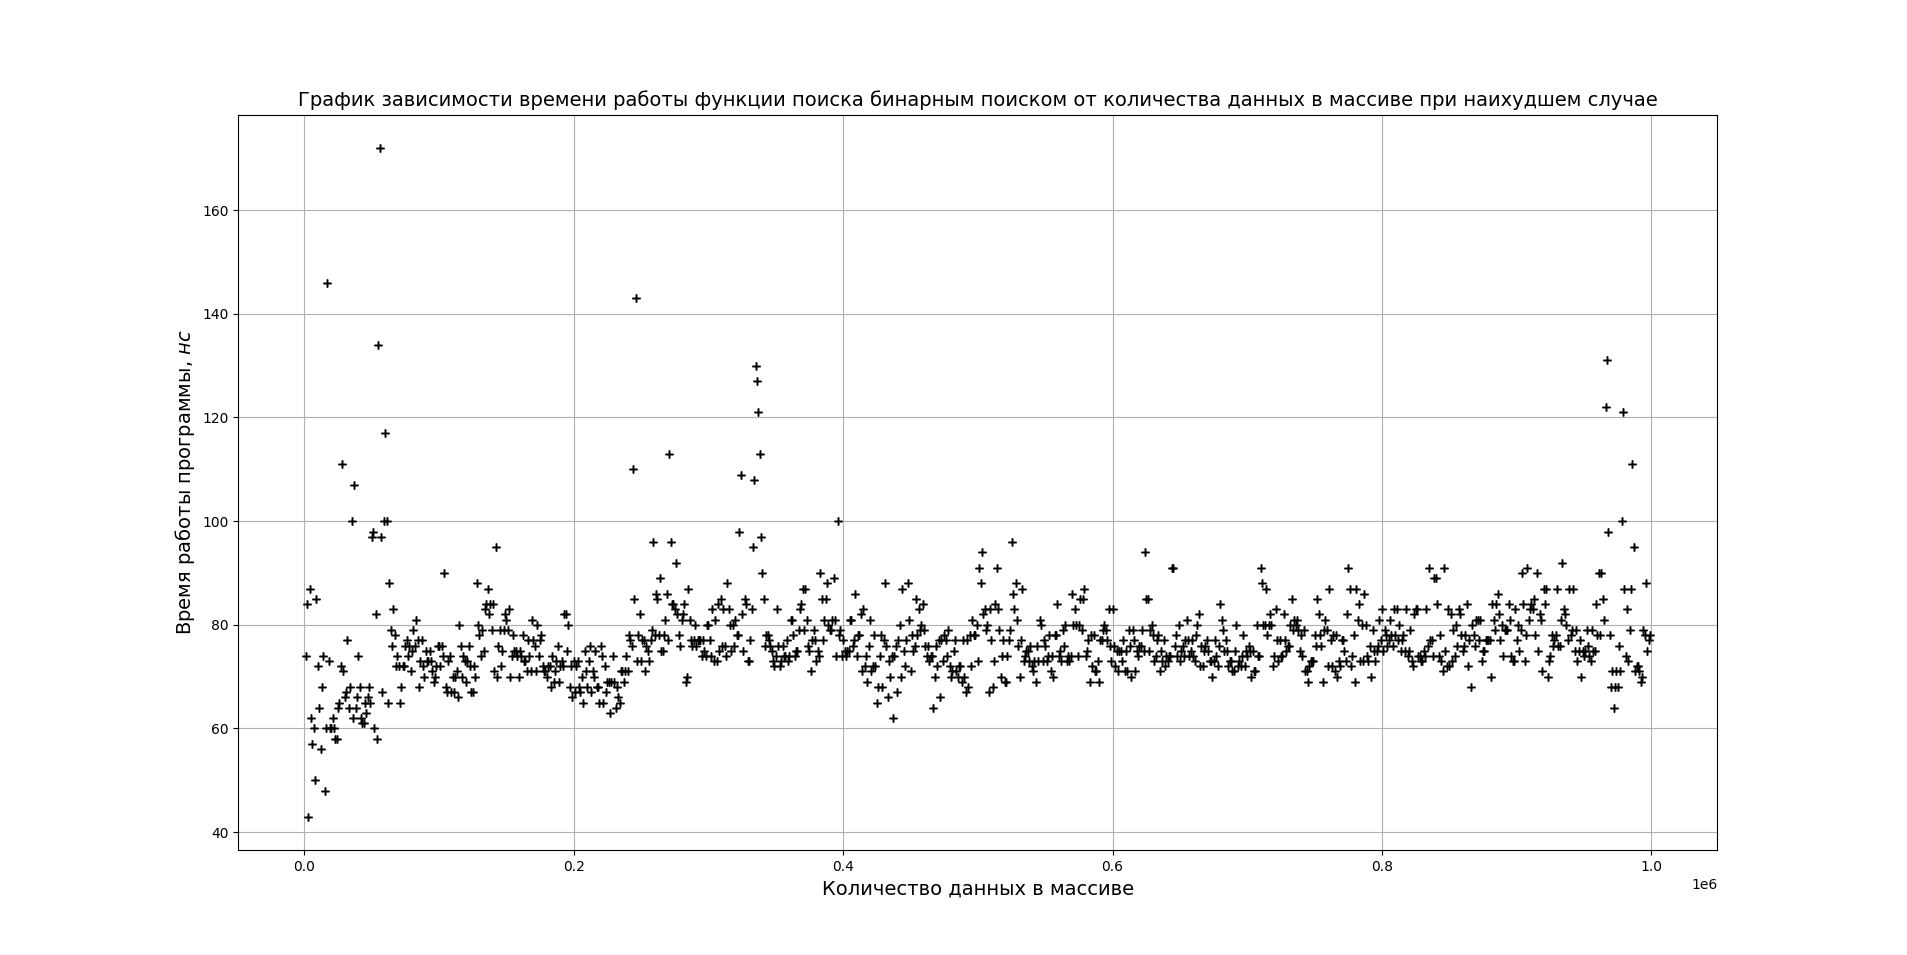 График зависимости времени работы функции поиска бинарным поиском от количества данных в массиве при наихудшем случае
160
140
120
100
80
60
40
Время работы программы, нс
0.0 0.2 0.4 0.6 0.8 1.0
1e6
Количество данных в массиве